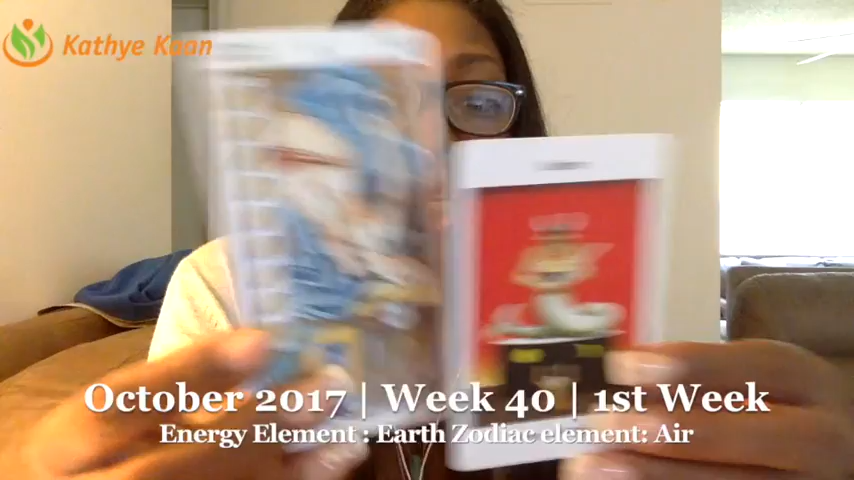 Kathye Kaan
October 2017 | Week 40 | 1st Week
Energy Element : Earth Zodiac element: Air